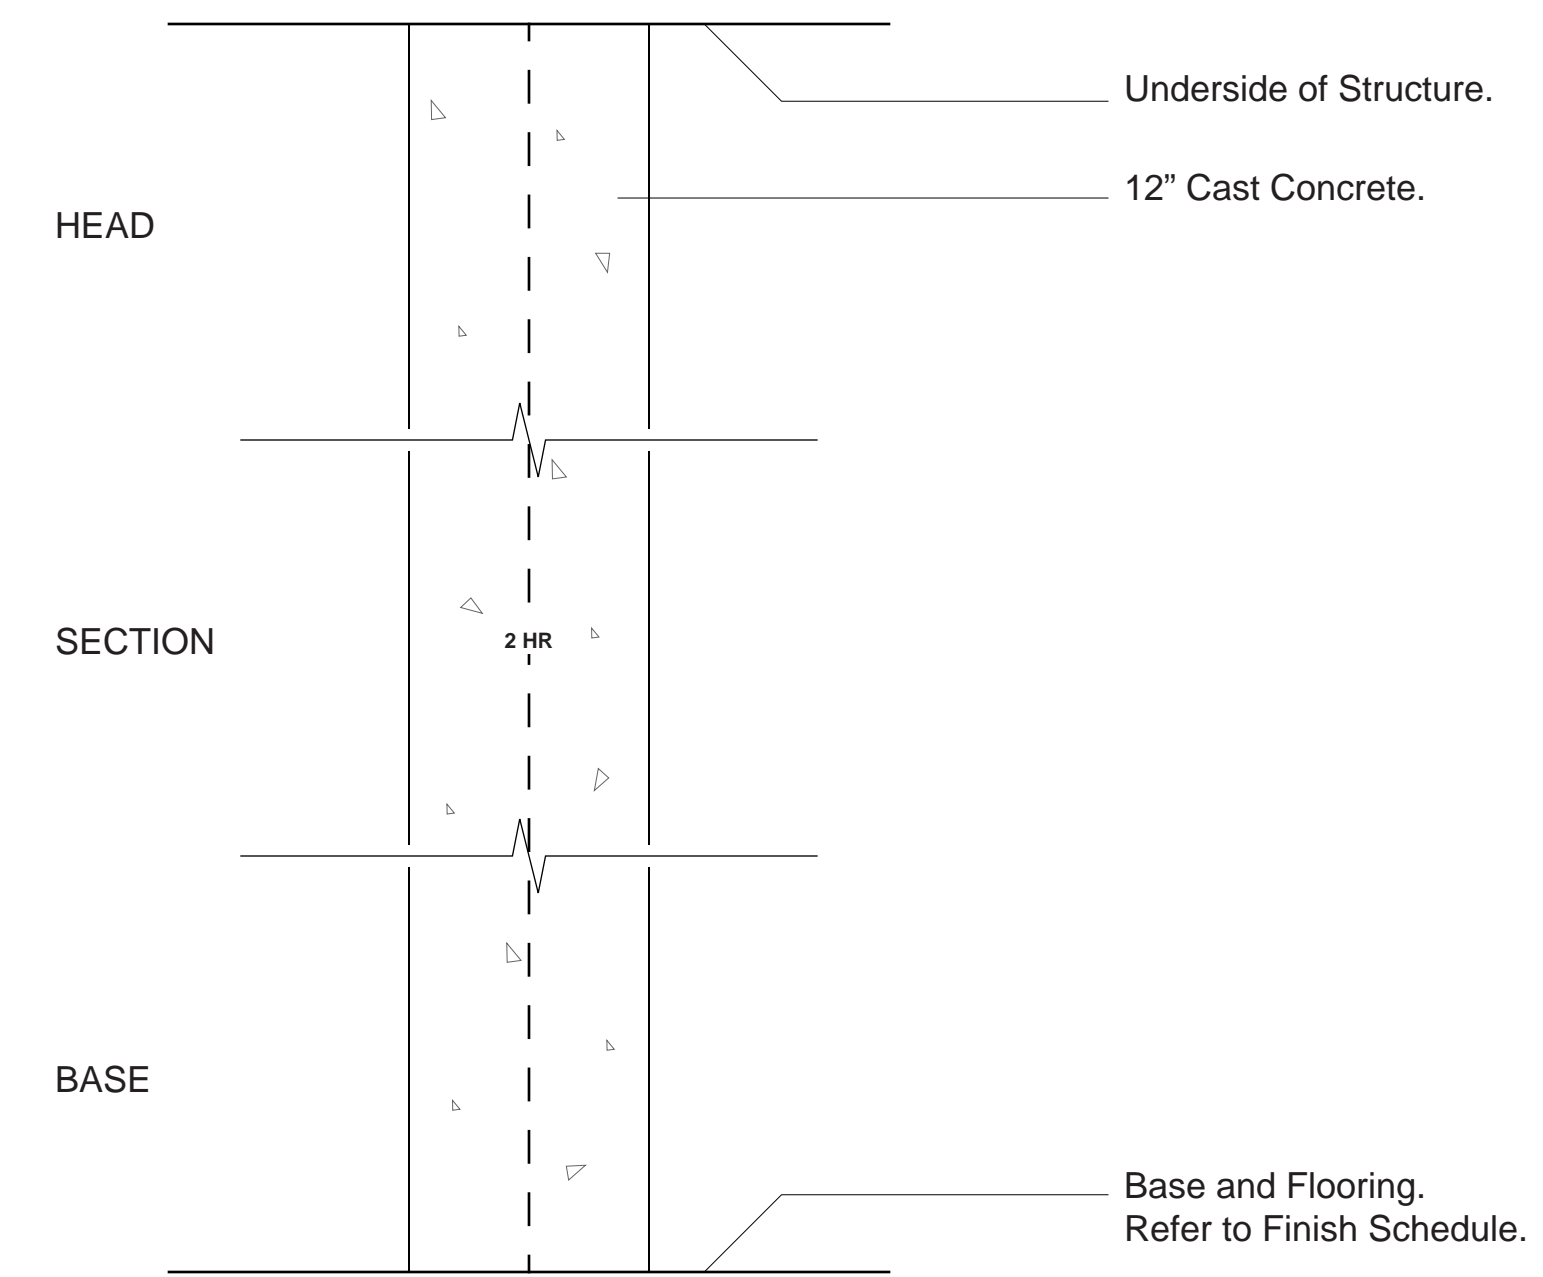 Underside of Structure.
12” Cast Concrete.
HEAD
SECTION
2 HR
BASE
Base and Flooring.
Refer to Finish Schedule.